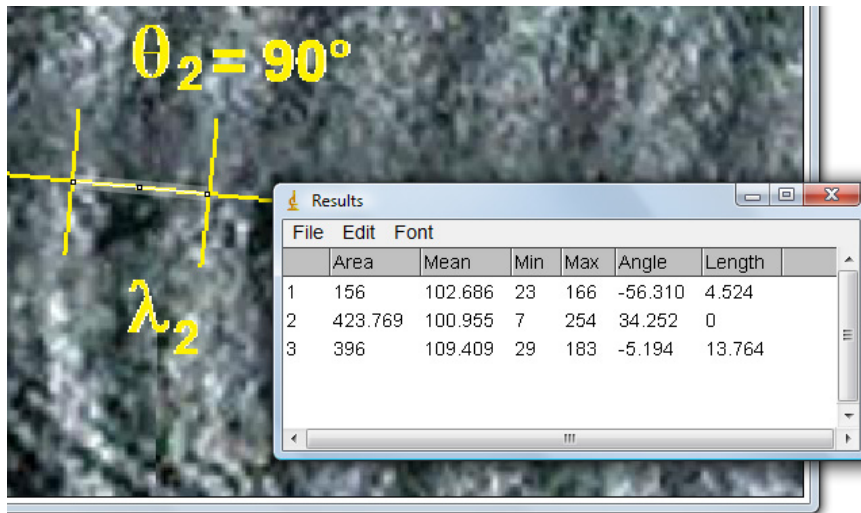 θ2 = 90°
λ2
Results
File Edit Font
Area Mean Min Max Angle Length
1 156 102.686 23 166 -56.310 4.524
2 423.769 100.955 7 254 34.252 0
3 396 109.409 29 183 -5.194 13.764